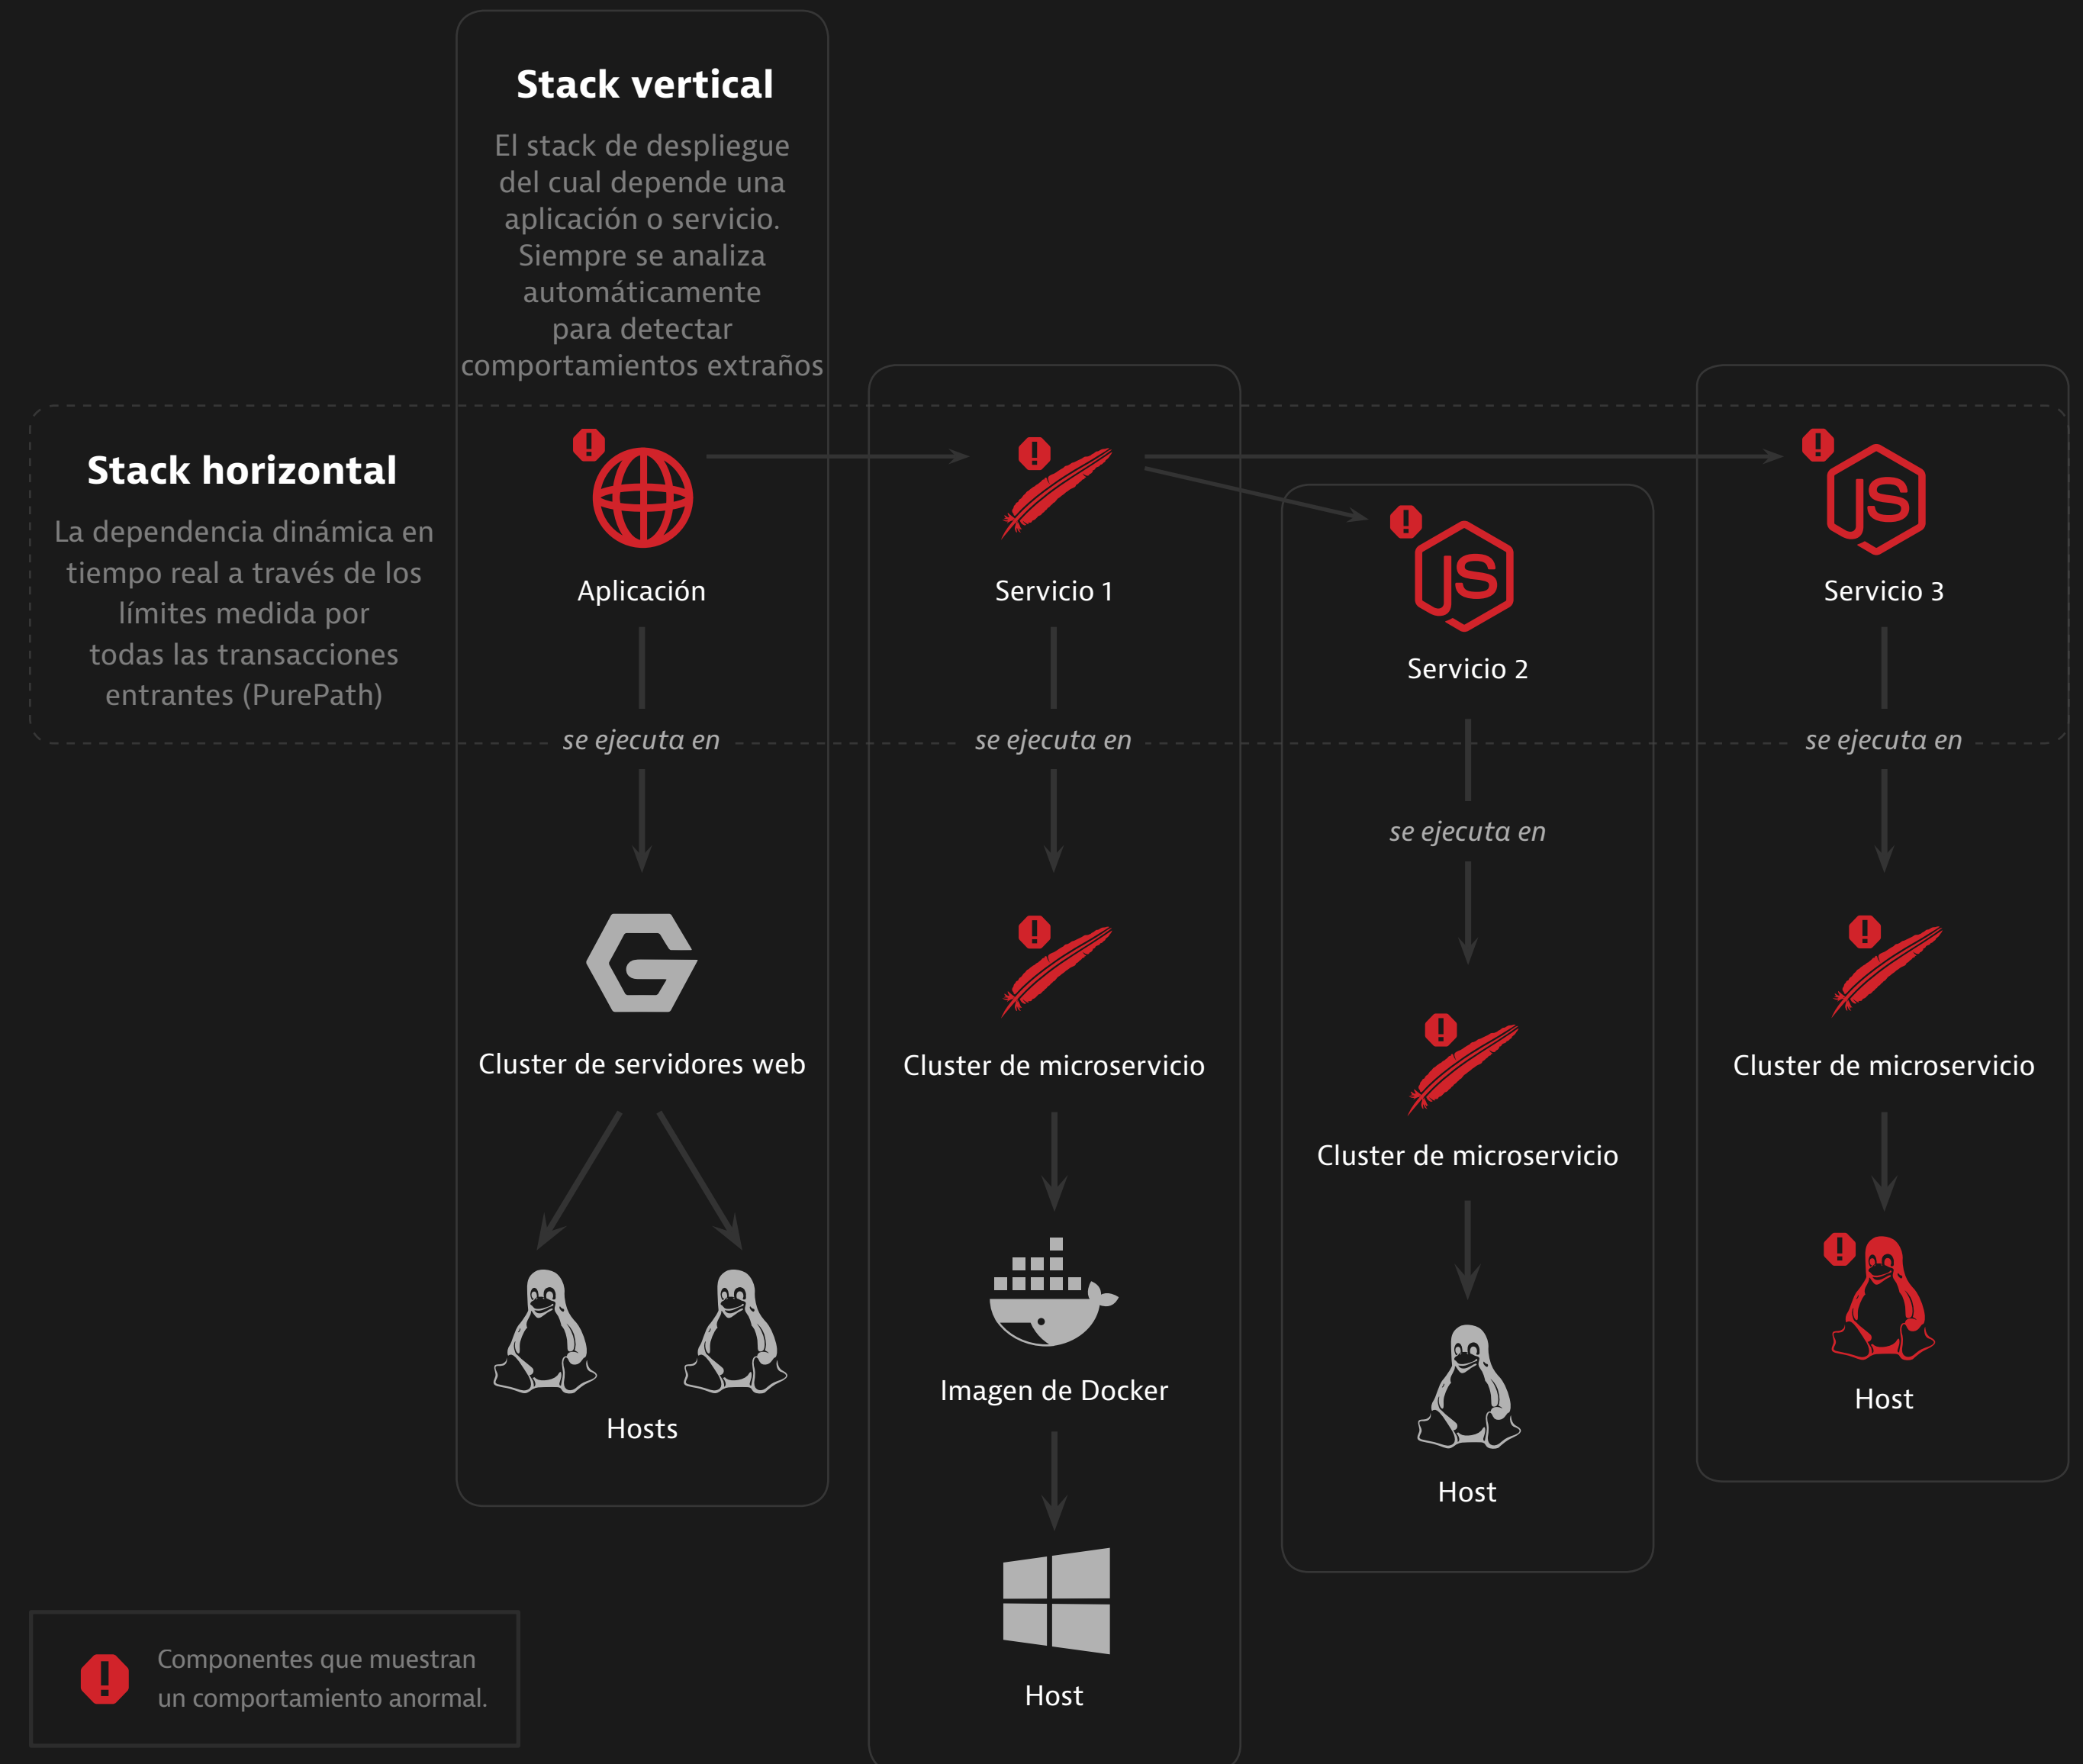 Stack vertical
El stack de despliegue
del cual depende una
aplicación o servicio.
Siempre se analiza
automáticamente
para detectar
comportamientos extraños
Stack horizontal
La dependencia dinámica en
tiempo real a través de los
límites medida por
todas las transacciones
entrantes (PurePath)
Aplicación
se ejecuta en
Cluster de servidores web
Hosts
Servicio 1
se ejecuta en
Cluster de microservicio
Imagen de Docker
Host
JS
Servicio 2
se ejecuta en
Cluster de microservicio
Host
JS
Servicio 3
se ejecuta en
Cluster de microservicio
Host
Componentes que muestran
un comportamiento anormal.